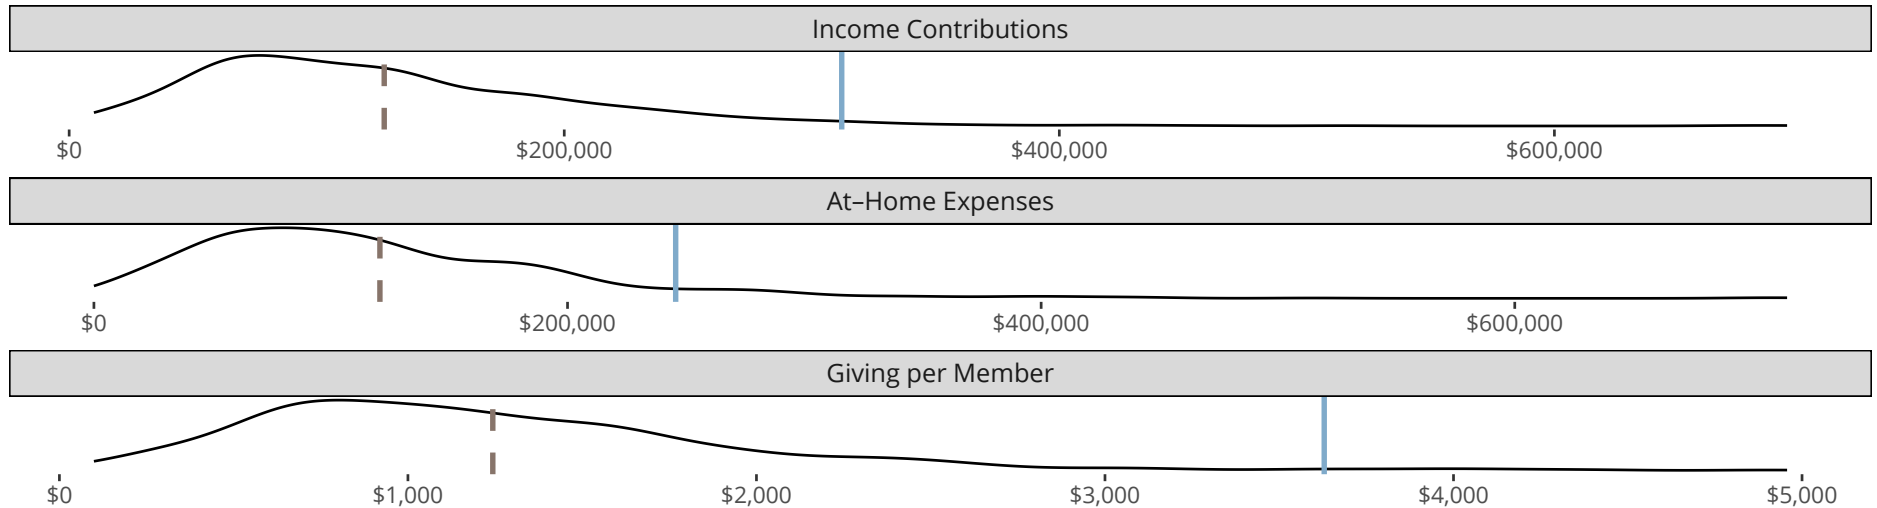 Income Contributions
$0 $200,000 $400,000 $600,000
At–Home Expenses
$0 $200,000 $400,000 $600,000
Giving per Member
$0 $1,000 $2,000 $3,000 $4,000 $5,000